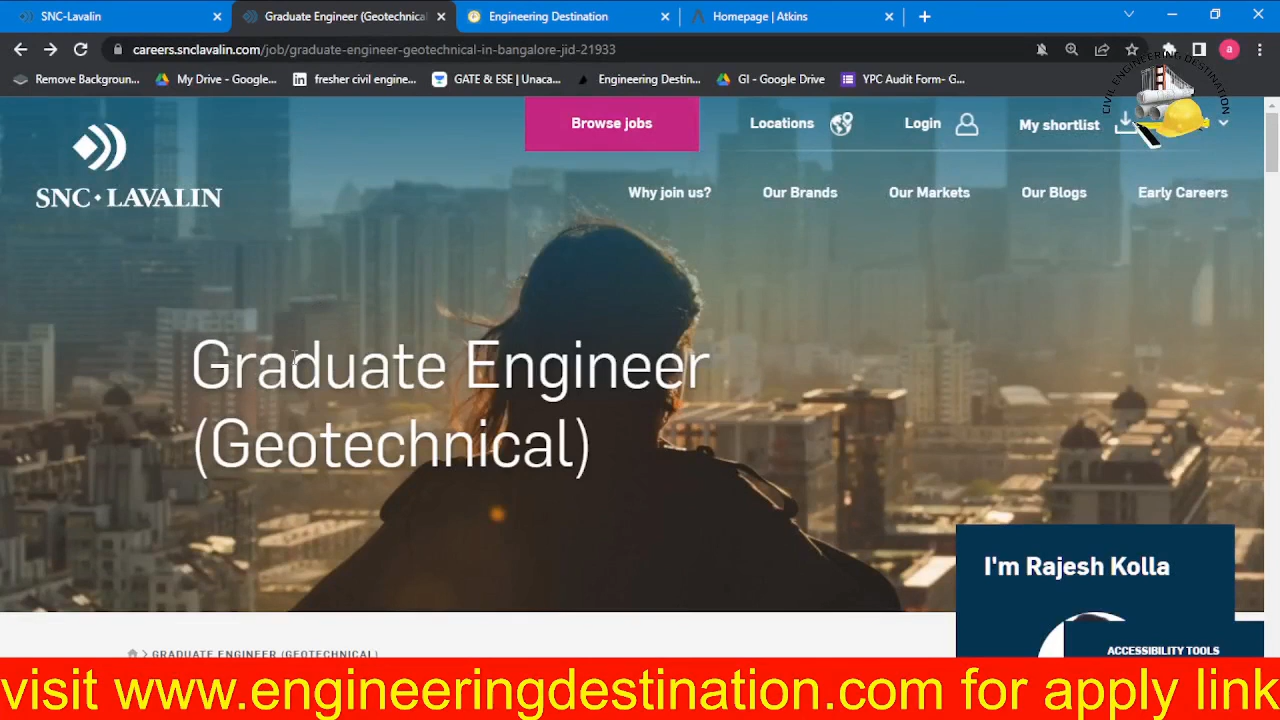 SNC-Lavalin
Graduate Engineer (Geotechnical
Engineering Destination
Homepage | Atkins
careers.snclavalin.com/job/graduate-engineer-geotechnical-in-bangalore-jid-21933
a
Remove Backgroun...
My Drive - Google...
fresher civil engine...
GATE & ESE | Unaca...
Engineering Destin...
GI - Google Drive
YPC Audit Form- G...
CIVIL ENGINEERING DESTINATION
Browse jobs
Locations
Login
My shortlist
SNC • LAVALIN
Why join us?
Our Brands
Our Markets
Our Blogs
Early Careers
Graduate Engineer
(Geotechnical)
I'm Rajesh Kolla
ACCESSIBILITY TOOLS
GRADUATE ENGINEER (GEOTECHNICAL)
visit www.engineeringdestination.com for apply link